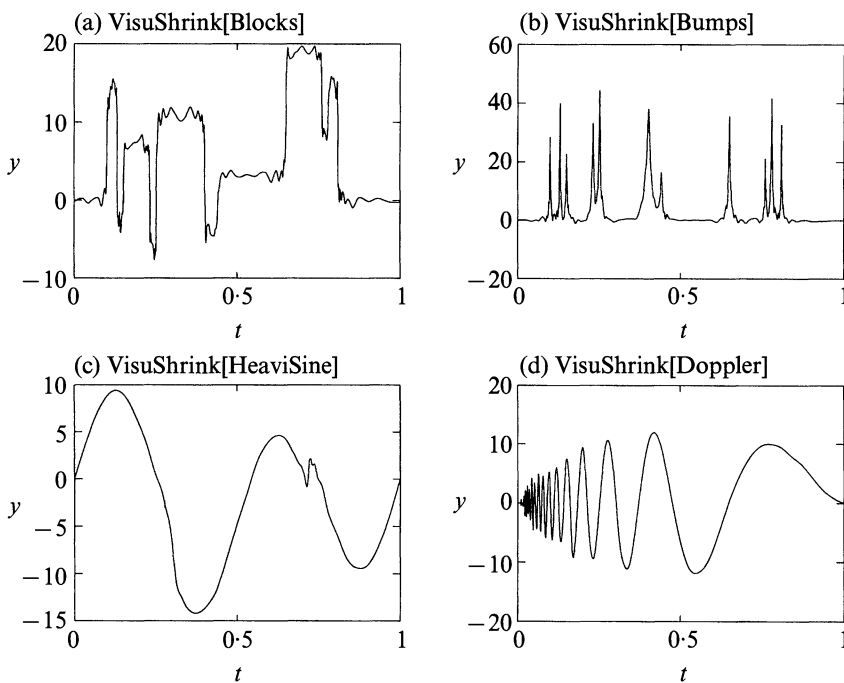 (a) VisuShrink[Blocks]
20
10
y
0
−10
0
0·5
1
t
(b) VisuShrink[Bumps]
60
40
y
20
0
−20
0
0·5
1
t
(c) VisuShrink[HeaviSine]
10
5
0
y
−5
−10
−15
0
0·5
1
t
(d) VisuShrink[Doppler]
20
10
y
0
−10
−20
0
0·5
1
t